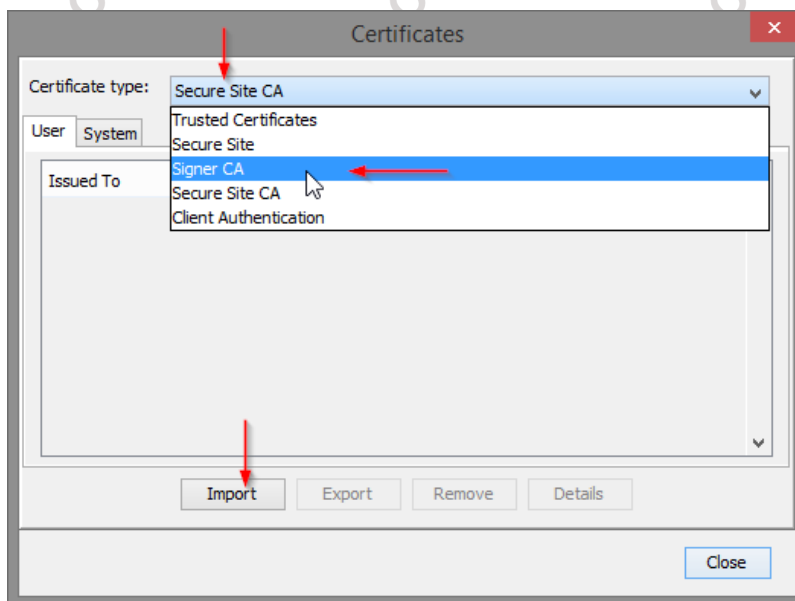 Certificates
Certificate type: Secure Site CA
Trusted Certificates
User System
Secure Site
Signer CA
Issued To
Secure Site CA
Client Authentication
Import Export Remove Details
Close